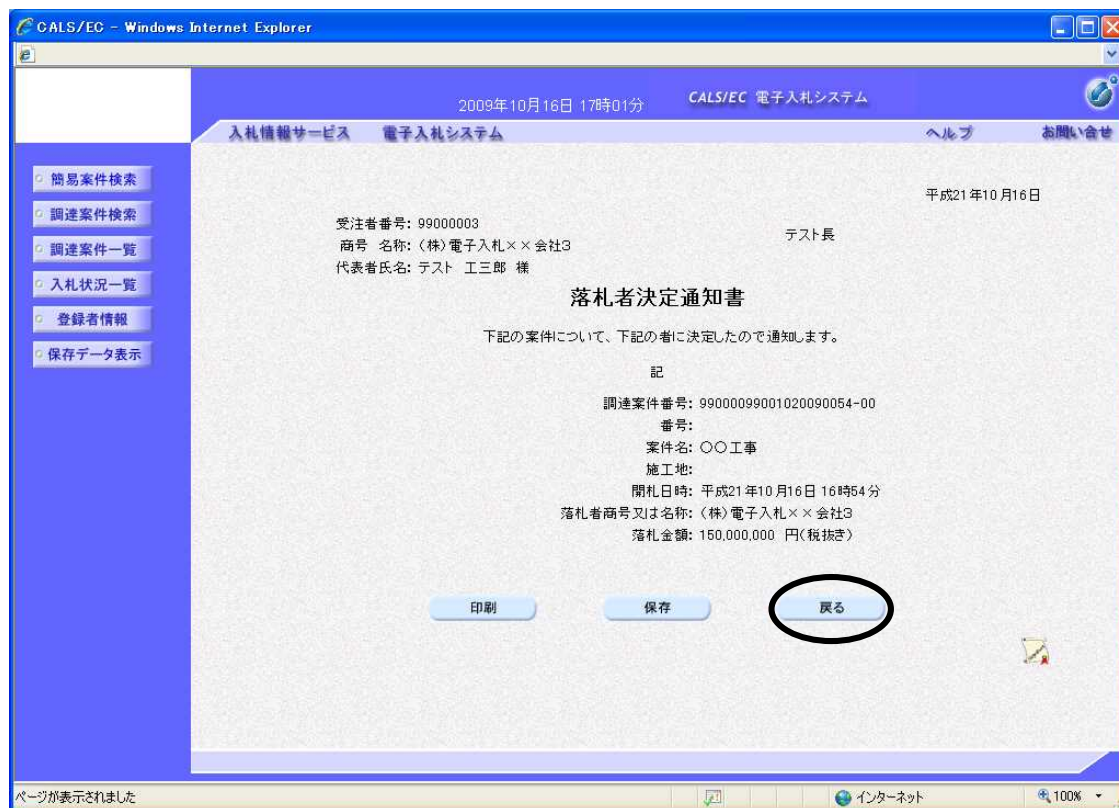 CALS/EC - Windows Internet Explorer
2009年10月16日 17時01分
CALS/EC 電子入札システム
入札情報サービス 電子入札システム ヘルプ お問い合せ
簡易案件検索
調達案件検索
調達案件一覧
入札状況一覧
登録者情報
保存データ表示
平成21年10月16日
受注者番号: 99000003
商号 名称: (株)電子入札××会社3
代表者氏名: テスト 工三郎 様
テスト長
落札者決定通知書
下記の案件について、下記の者に決定したので通知します。
記
調達案件番号: 99000099001020090054-00
番号:
案件名: 〇〇工事
施工地:
開札日時: 平成21年10月16日 16時54分
落札者商号又は名称: (株)電子入札××会社3
落札金額: 150,000,000 円(税抜き)
印刷 保存 戻る
ページが表示されました インターネット 100%